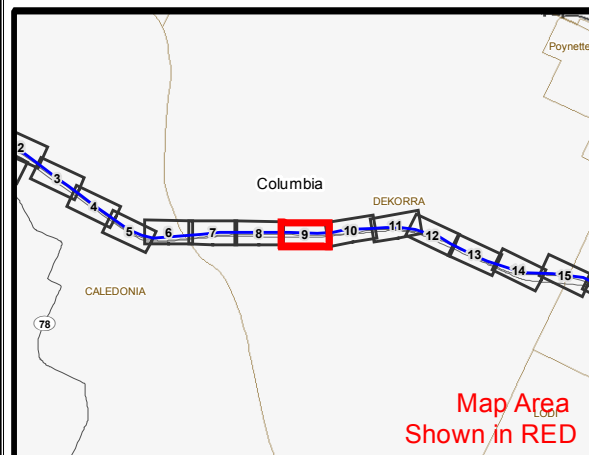 Poynette
2
3
Columbia
4
DEKORRA
5
6
7
8
9
10
11
12
13
14
15
CALEDONIA
78
Map Area
LODI
Shown in RED